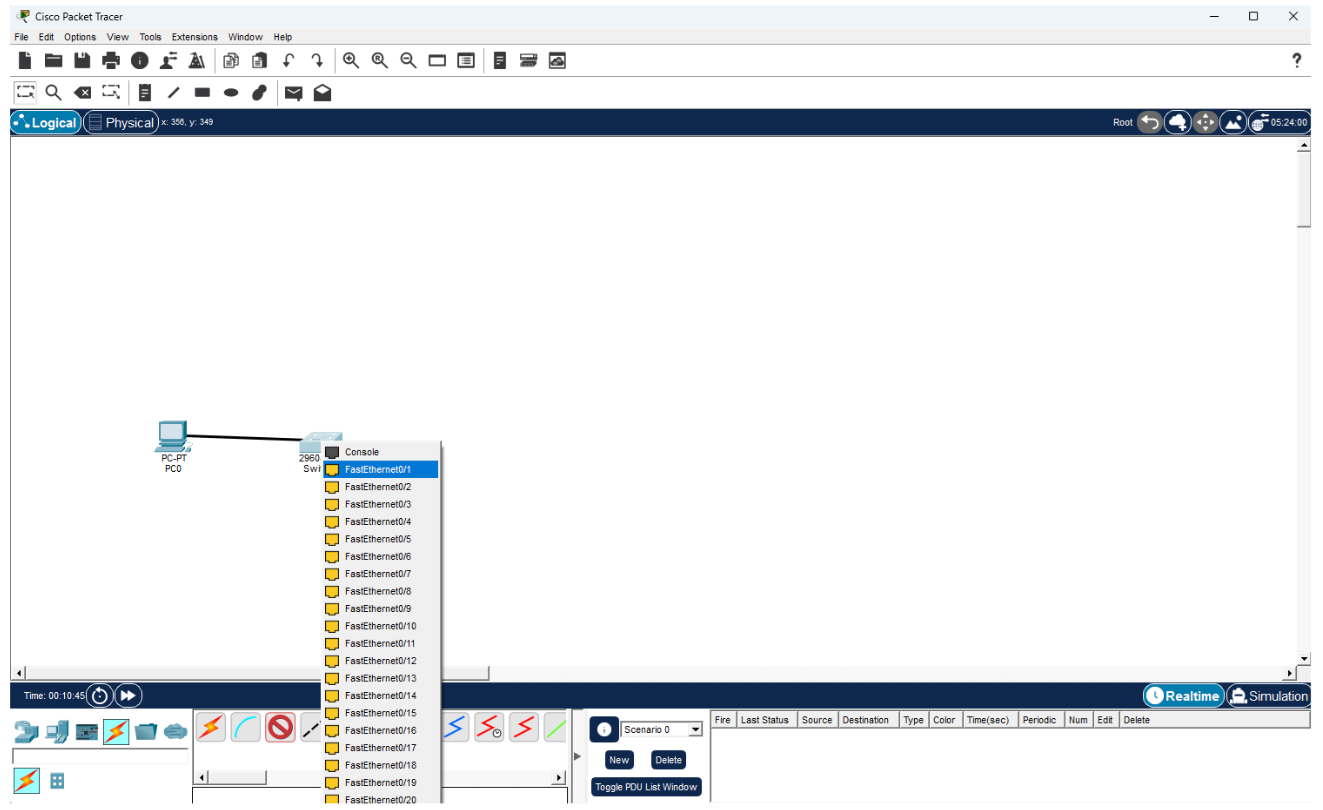 Cisco Packet Tracer
File Edit Options View Tools Extensions Window Help
?
Logical Physical x: 356, y: 349 Root 05:24:00
PC-PT
PC0
2960
Swi
Console
FastEthernet0/1
FastEthernet0/2
FastEthernet0/3
FastEthernet0/4
FastEthernet0/5
FastEthernet0/6
FastEthernet0/7
FastEthernet0/8
FastEthernet0/9
FastEthernet0/10
FastEthernet0/11
FastEthernet0/12
FastEthernet0/13
FastEthernet0/14
FastEthernet0/15
FastEthernet0/16
FastEthernet0/17
FastEthernet0/18
FastEthernet0/19
FastEthernet0/20
Time: 00:10:45 Realtime Simulation
Scenario 0
New Delete
Toggle PDU List Window
Fire Last Status Source Destination Type Color Time(sec) Periodic Num Edit Delete